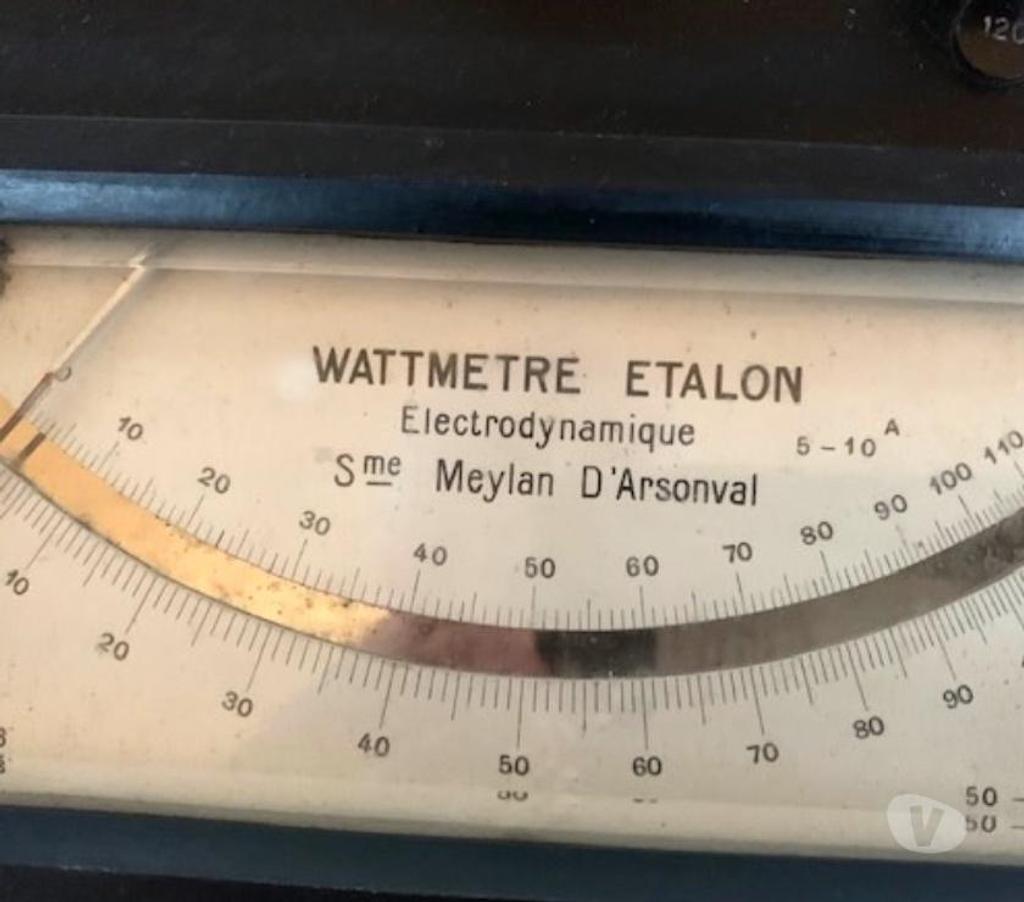 120
WATTMETRE ETALON
Electrodynamique
5-10 A
Sme Meylan D'Arsonval
10 20 30 40 50 60 70 80 90 100 110
10 20 30 40 50 60 70 80 90
50
50
V